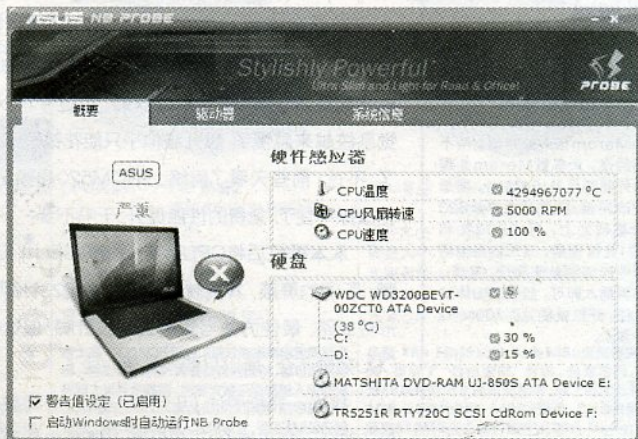 ASUS NB PROBE
Stylishly Powerful
Ultra Slim and Light for Road & Office!
PROBE
概要 驱动器 系统信息
硬件感应器
ASUS
严重
CPU温度 4294967077 °C
CPU风扇转速 5000 RPM
CPU速度 100 %
硬盘
WDC WD3200BEVT-
00ZCT0 ATA Device
(38 °C)
C: 30 %
D: 15 %
MATSHITA DVD-RAM UJ-850S ATA Device E:
TR5251R RTY720C SCSI CdRom Device F:
警告值设定（已启用）
启动Windows时自动运行NB Probe